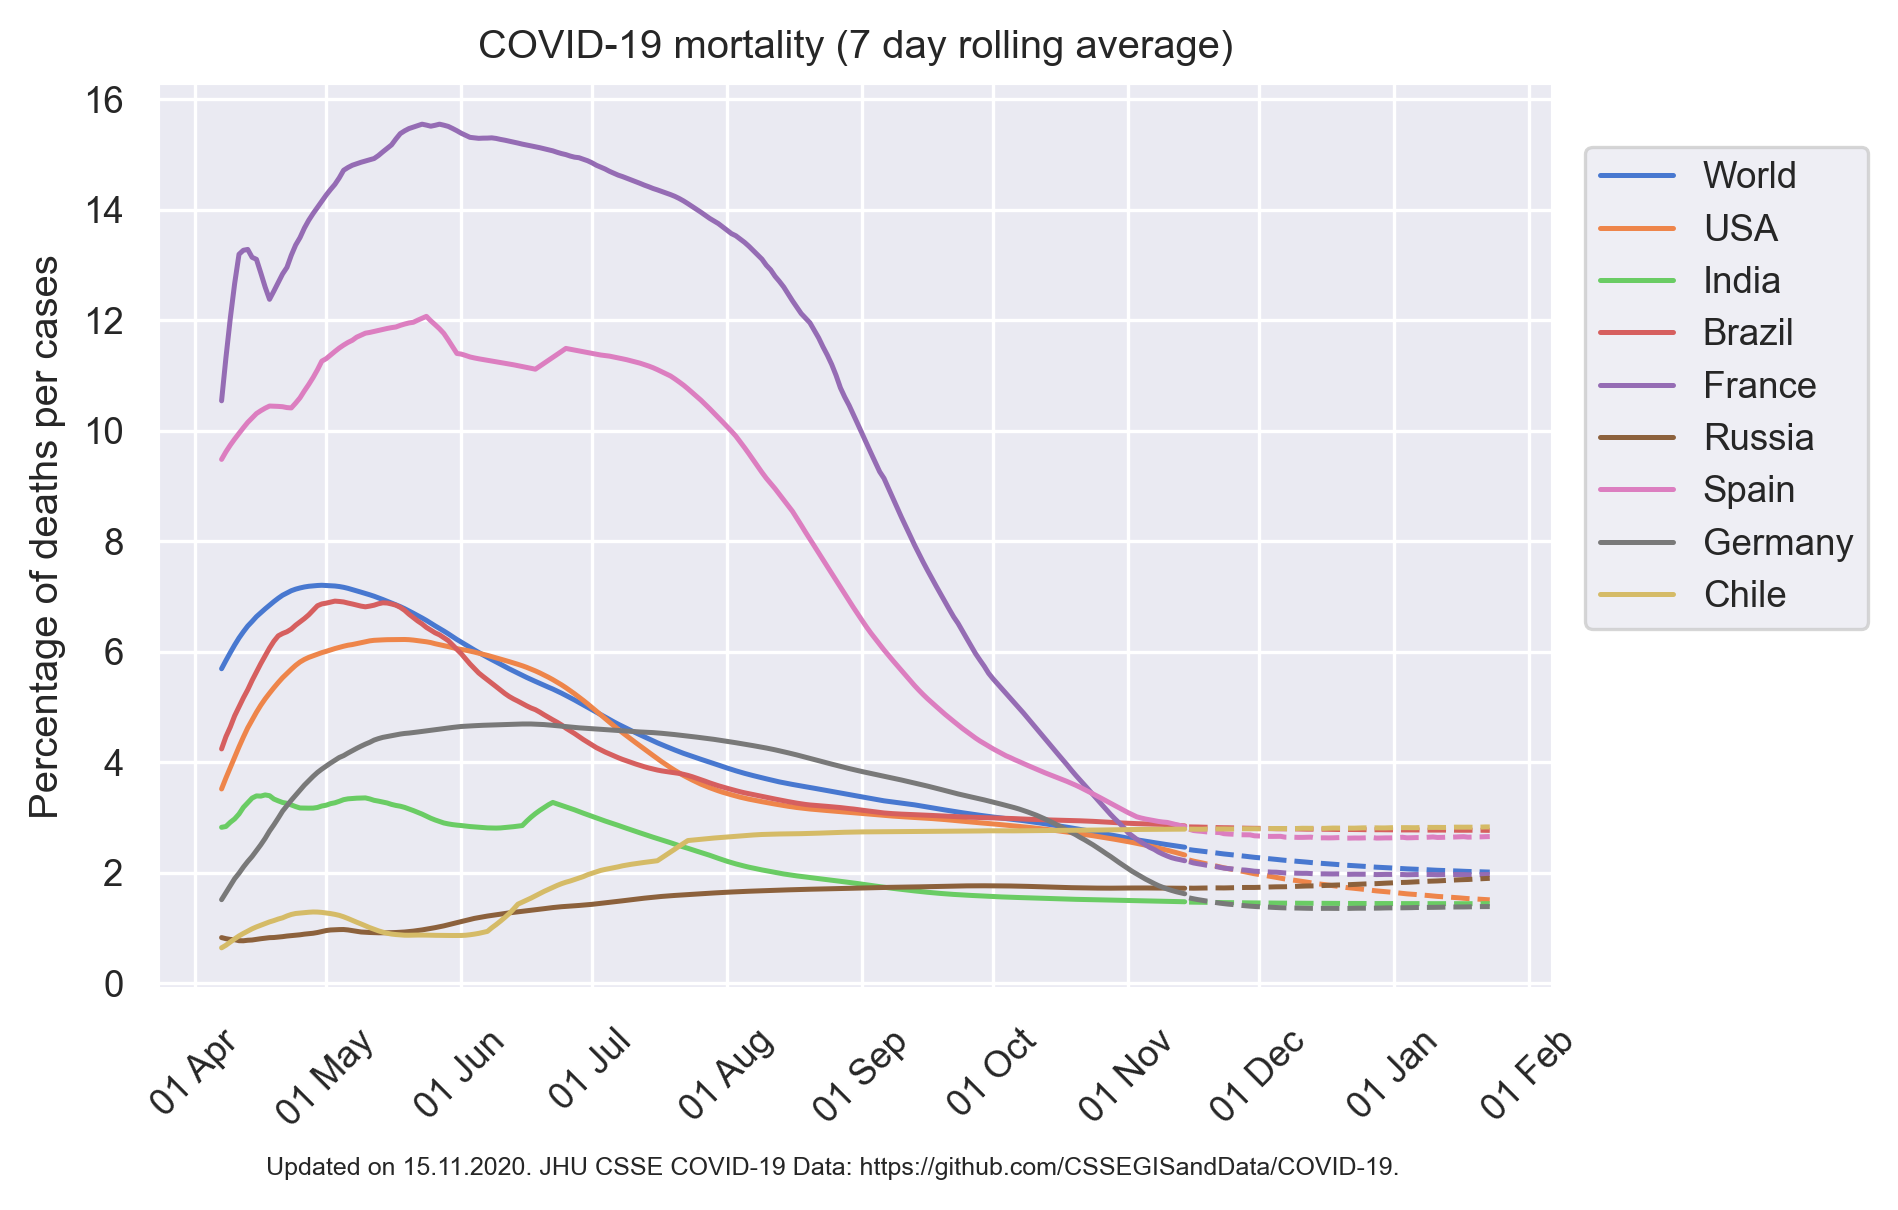 COVID-19 mortality (7 day rolling average)
Percentage of deaths per cases
16
14
12
10
8
6
4
2
0
01 Apr
01 May
01 Jun
01 Jul
01 Aug
01 Sep
01 Oct
01 Nov
01 Dec
01 Jan
01 Feb
World
USA
India
Brazil
France
Russia
Spain
Germany
Chile
Updated on 15.11.2020. JHU CSSE COVID-19 Data: https://github.com/CSSEGISandData/COVID-19.